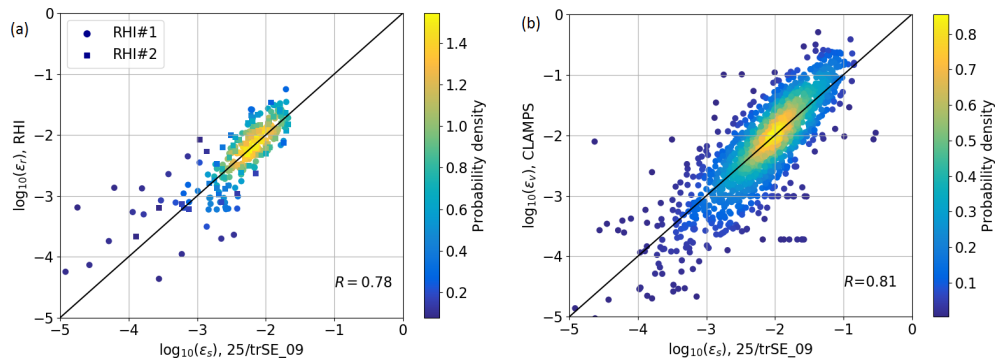 (a)
0
−1
−2
−3
−4
−5
log10(εr), RHI
RHI#1
RHI#2
R = 0.78
−5 −4 −3 −2 −1 0
log10(εs), 25/trSE_09
1.4
1.2
1.0
0.8
0.6
0.4
0.2
Probability density
(b)
0
−1
−2
−3
−4
−5
log10(εv), CLAMPS
R=0.81
−5 −4 −3 −2 −1 0
log10(εs), 25/trSE_09
0.8
0.7
0.6
0.5
0.4
0.3
0.2
0.1
Probability density